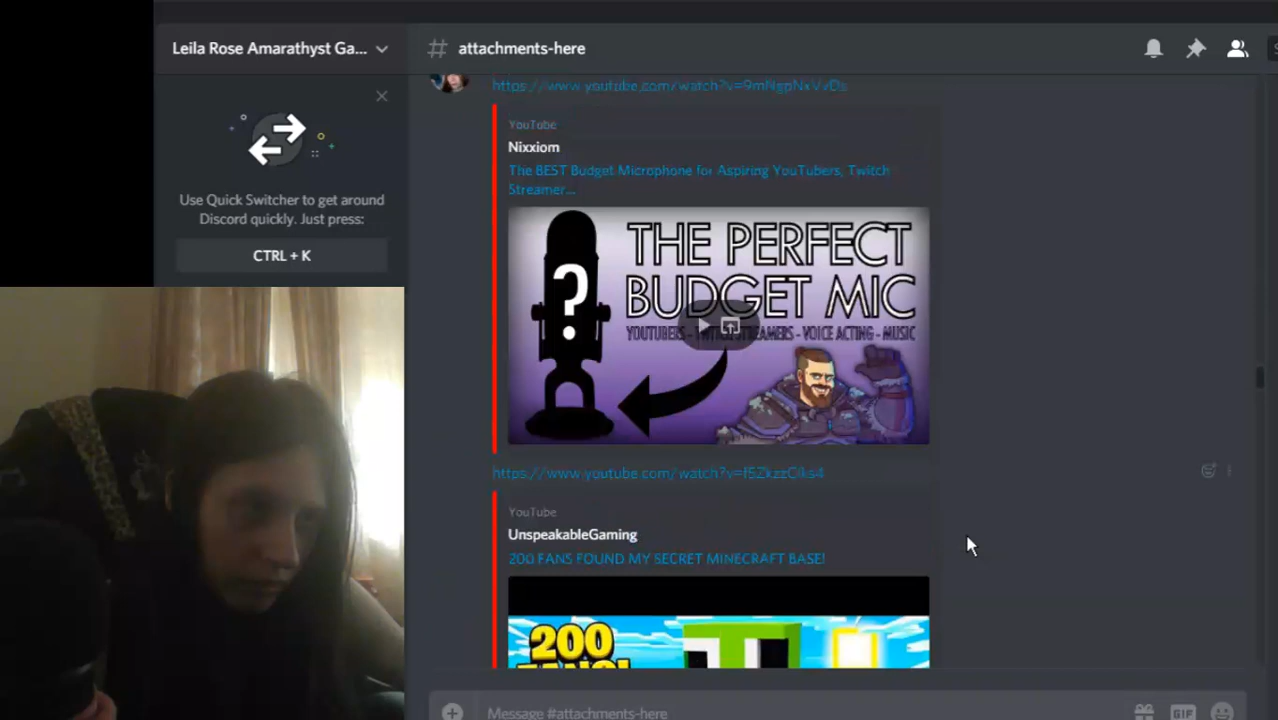 Leila Rose Amarathyst Ga...
# attachments-here
Use Quick Switcher to get around
Discord quickly. Just press:
CTRL + K
https://www.youtube.com/watch?v=9mNgpNxVvDs
YouTube
Nixxiom
The BEST Budget Microphone for Aspiring YouTubers, Twitch
Streamer...
?
THE PERFECT
BUDGET MIC
YOUTUBERS - TWITCH STREAMERS - VOICE ACTING - MUSIC
https://www.youtube.com/watch?v=f5ZkzzCiks4
YouTube
UnspeakableGaming
200 FANS FOUND MY SECRET MINECRAFT BASE!
200
FANS!
Message #attachments-here
GIF